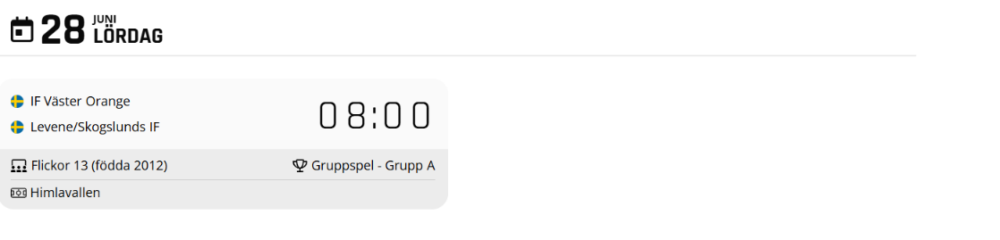 28 JUNI
LÖRDAG
IF Väster Orange
Levene/Skogslunds IF
08:00
Flickor 13 (födda 2012)
Gruppspel - Grupp A
Himlavallen